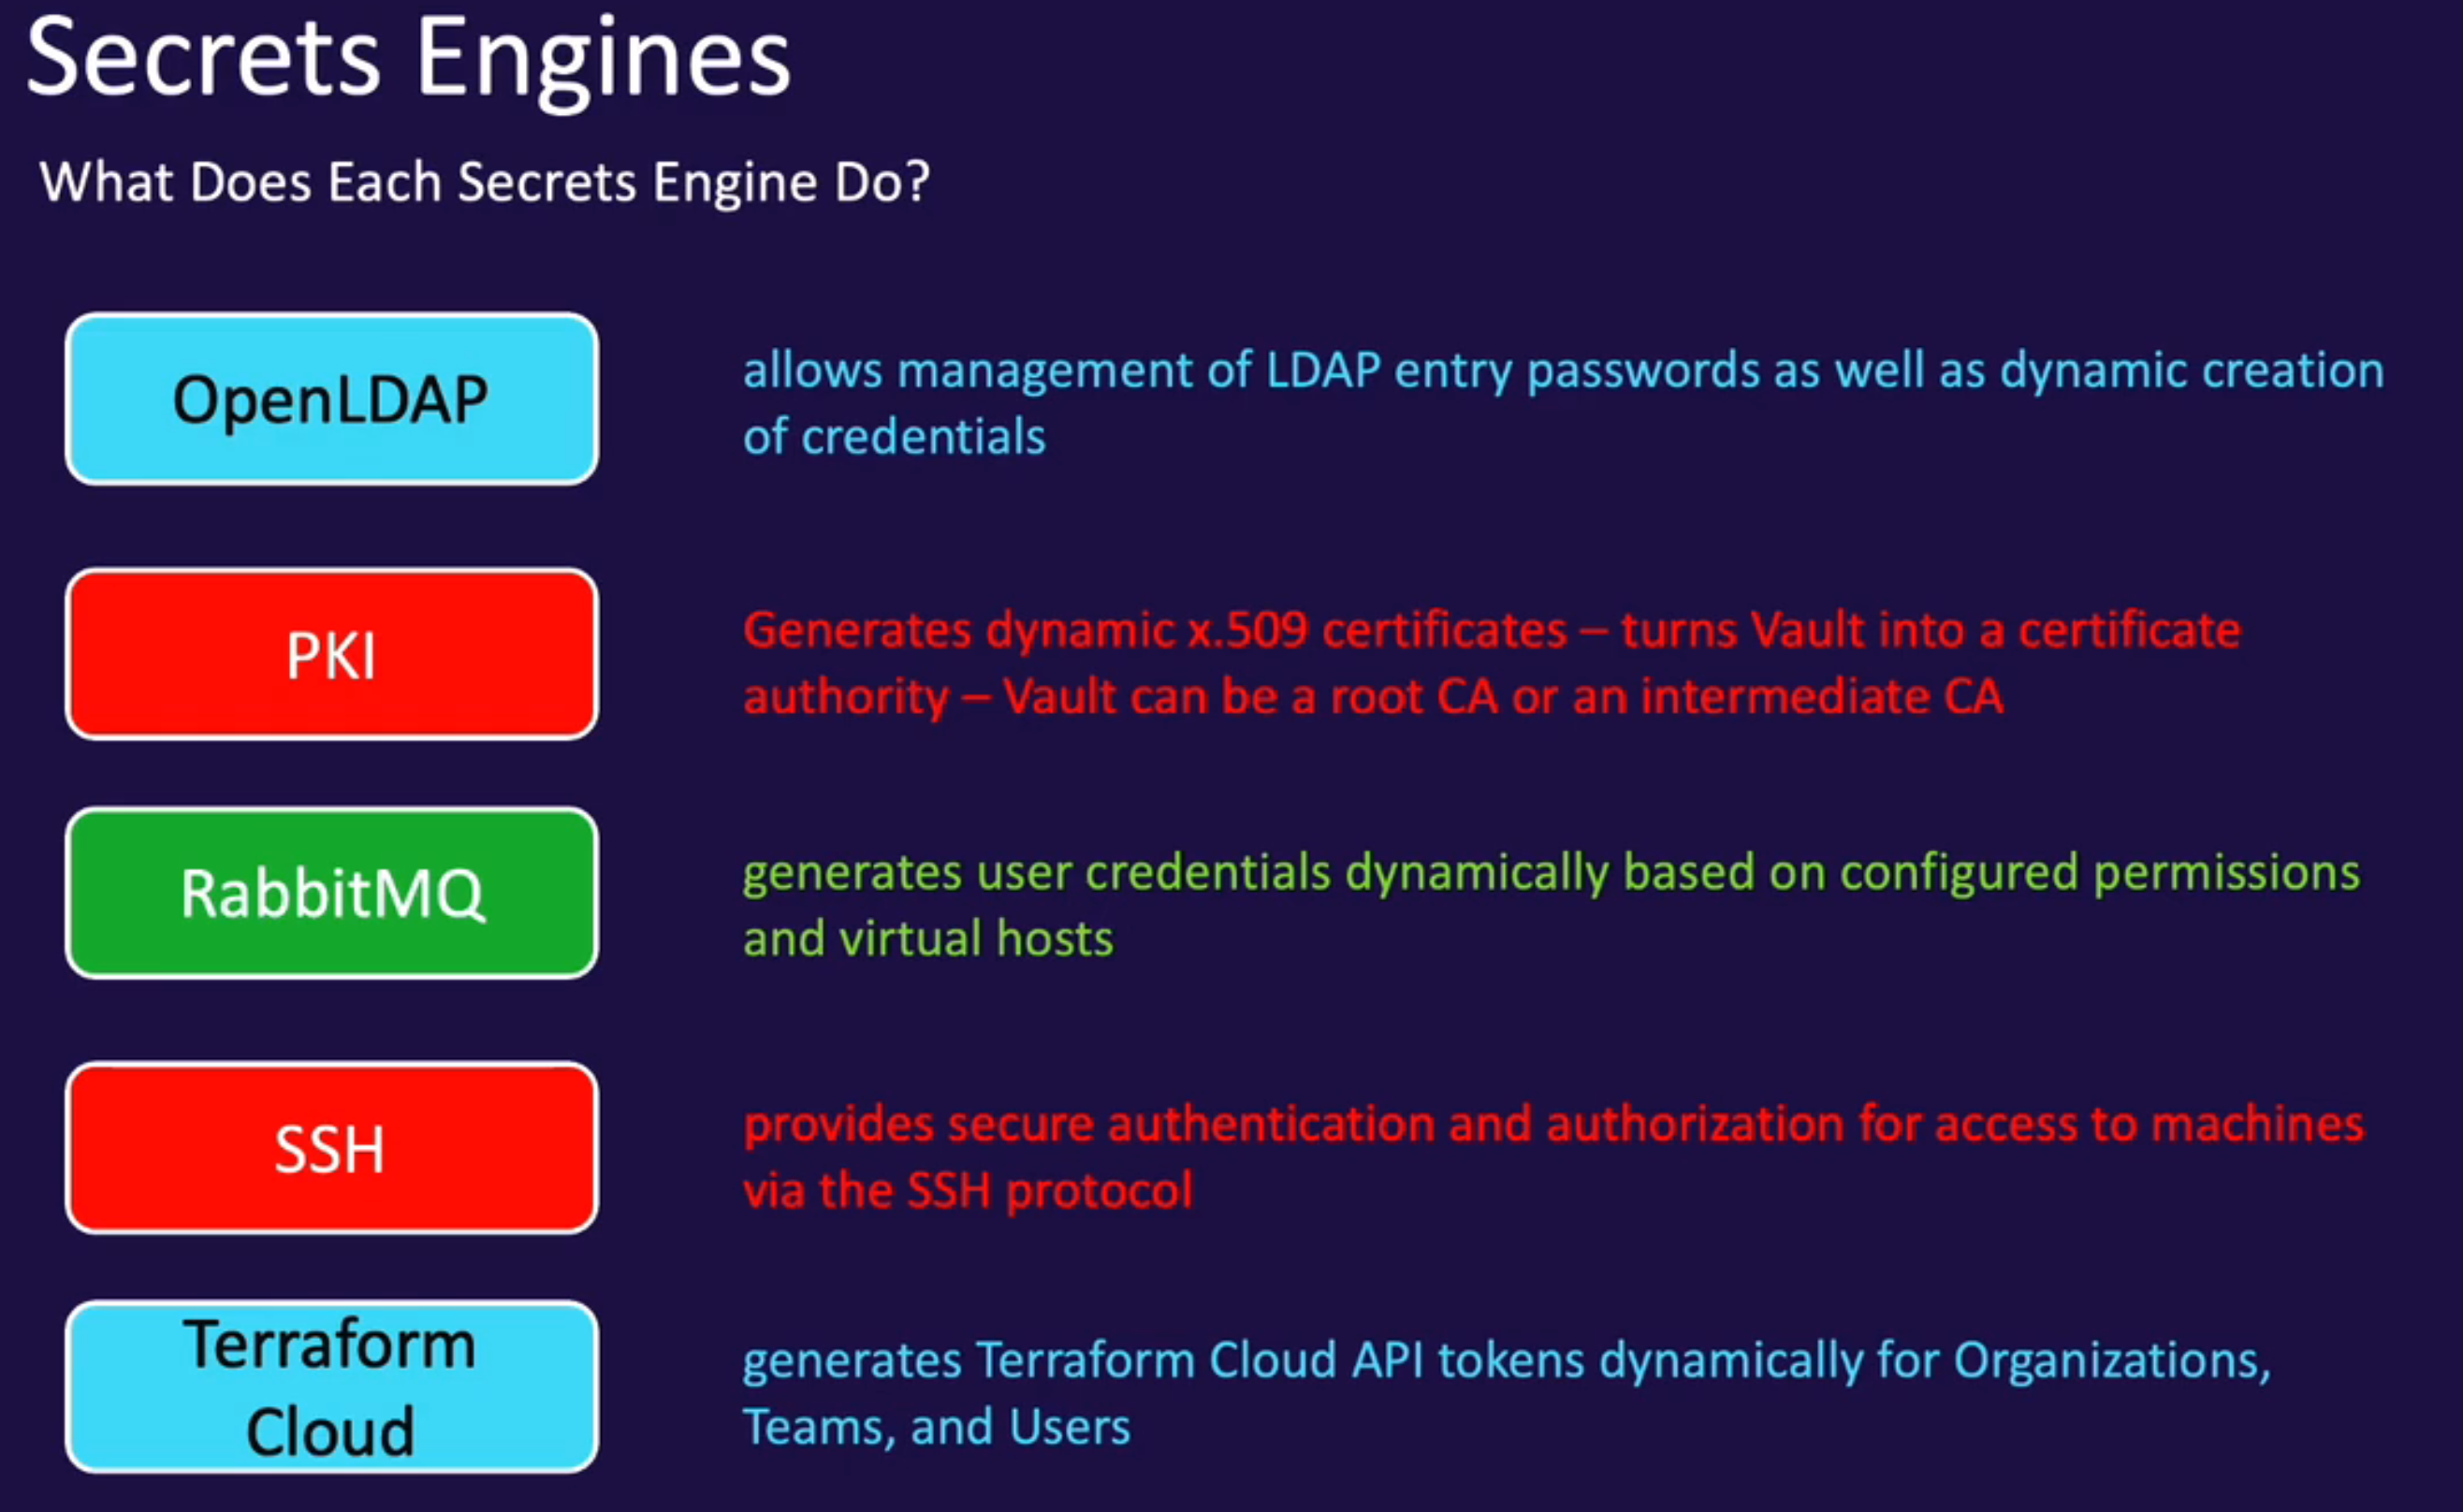 Secrets Engines
What Does Each Secrets Engine Do?
OpenLDAP
allows management of LDAP entry passwords as well as dynamic creation
of credentials
PKI
Generates dynamic x.509 certificates – turns Vault into a certificate
authority – Vault can be a root CA or an intermediate CA
RabbitMQ
generates user credentials dynamically based on configured permissions
and virtual hosts
SSH
provides secure authentication and authorization for access to machines
via the SSH protocol
Terraform
Cloud
generates Terraform Cloud API tokens dynamically for Organizations,
Teams, and Users